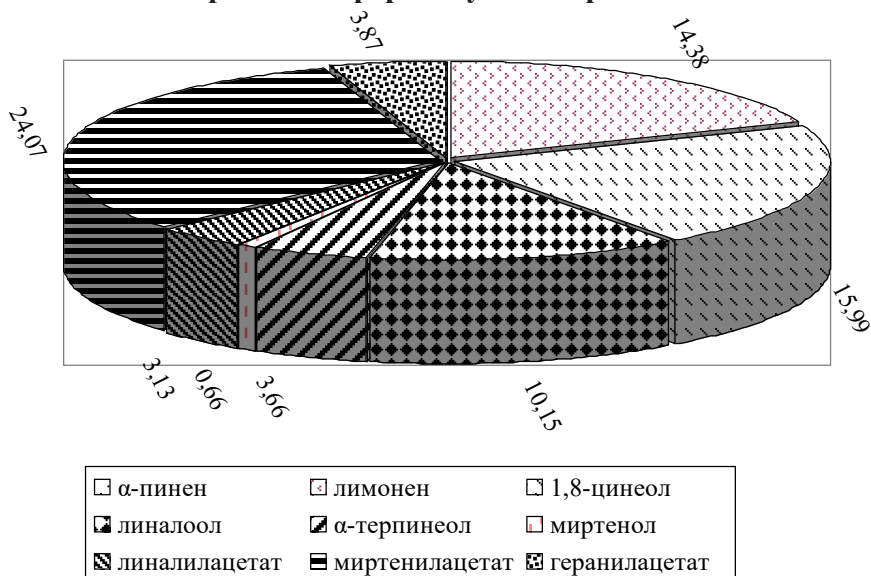 3,87
14,38
24,07
15,99
3,13
0,66
3,66
10,15
α-пинен лимонен 1,8-цинеол
линалоол α-терпинеол миртенол
линалилацетат миртенилацетат геранилацетат